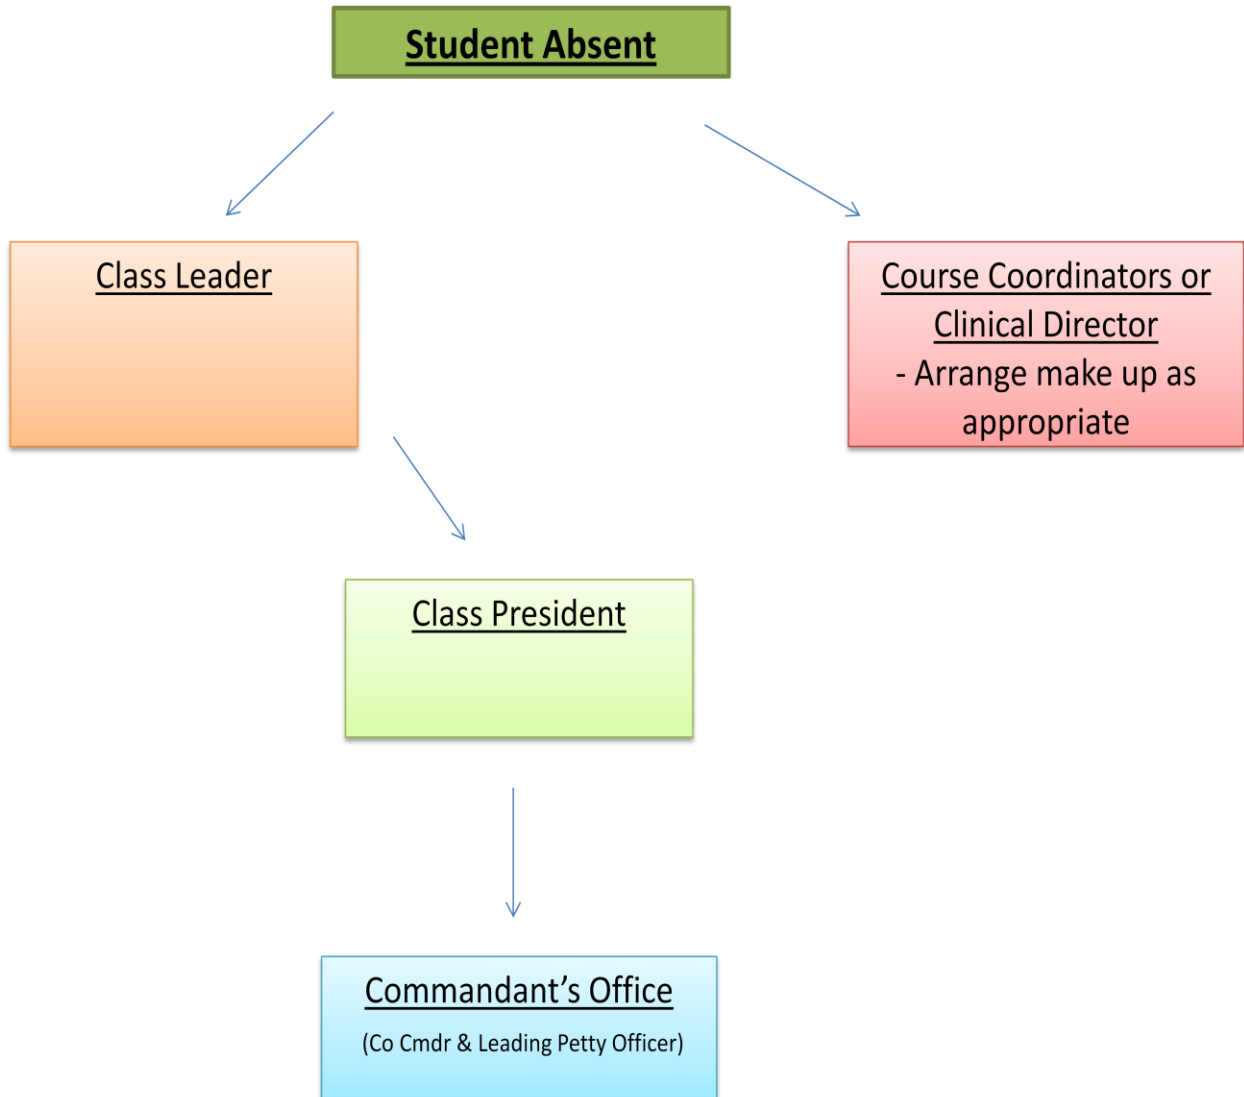 Student Absent
Class Leader
Course Coordinators or
Clinical Director
- Arrange make up as
appropriate
Class President
Commandant’s Office
(Co Cmdr & Leading Petty Officer)